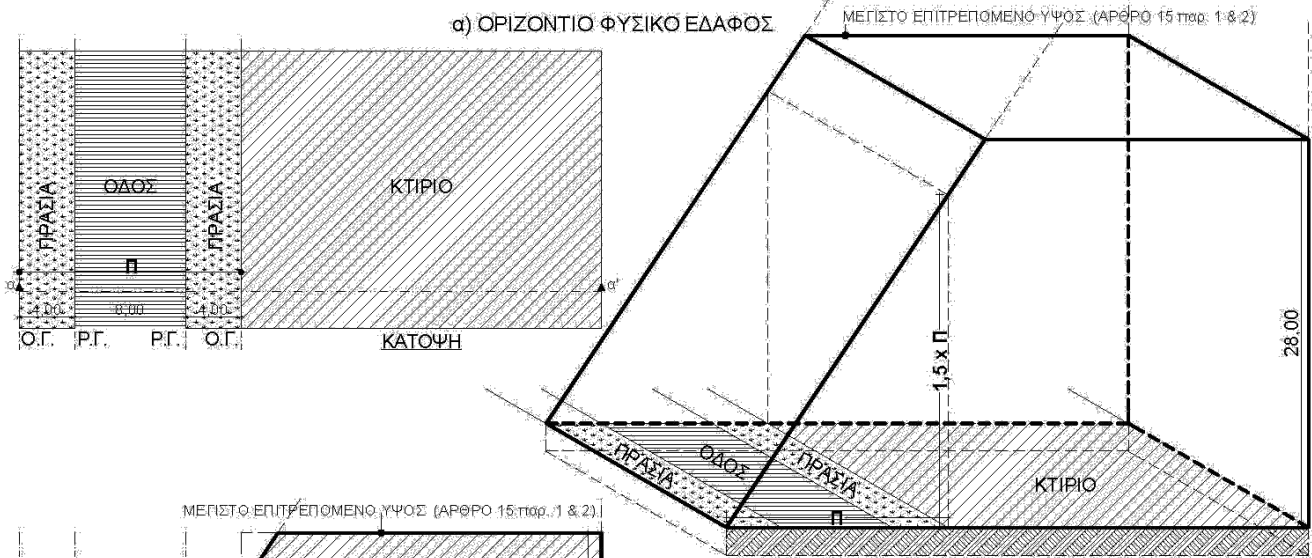 α) ΟΡΙΖΟΝΤΙΟ ΦΥΣΙΚΟ ΕΔΑΦΟΣ
ΜΕΓΙΣΤΟ ΕΠΙΤΡΕΠΟΜΕΝΟ ΥΨΟΣ (ΑΡΘΡΟ 15 παρ. 1 & 2)
ΠΡΑΣΙΑ
ΟΔΟΣ
ΠΡΑΣΙΑ
ΚΤΙΡΙΟ
Π
α
α'
4,00
8,00
4,00
Ο.Γ.
Ρ.Γ.
Ρ.Γ.
Ο.Γ.
ΚΑΤΟΨΗ
1,5 x Π
28.00
ΠΡΑΣΙΑ
ΟΔΟΣ
ΠΡΑΣΙΑ
ΚΤΙΡΙΟ
Π
ΜΕΓΙΣΤΟ ΕΠΙΤΡΕΠΟΜΕΝΟ ΥΨΟΣ (ΑΡΘΡΟ 15 παρ. 1 & 2)